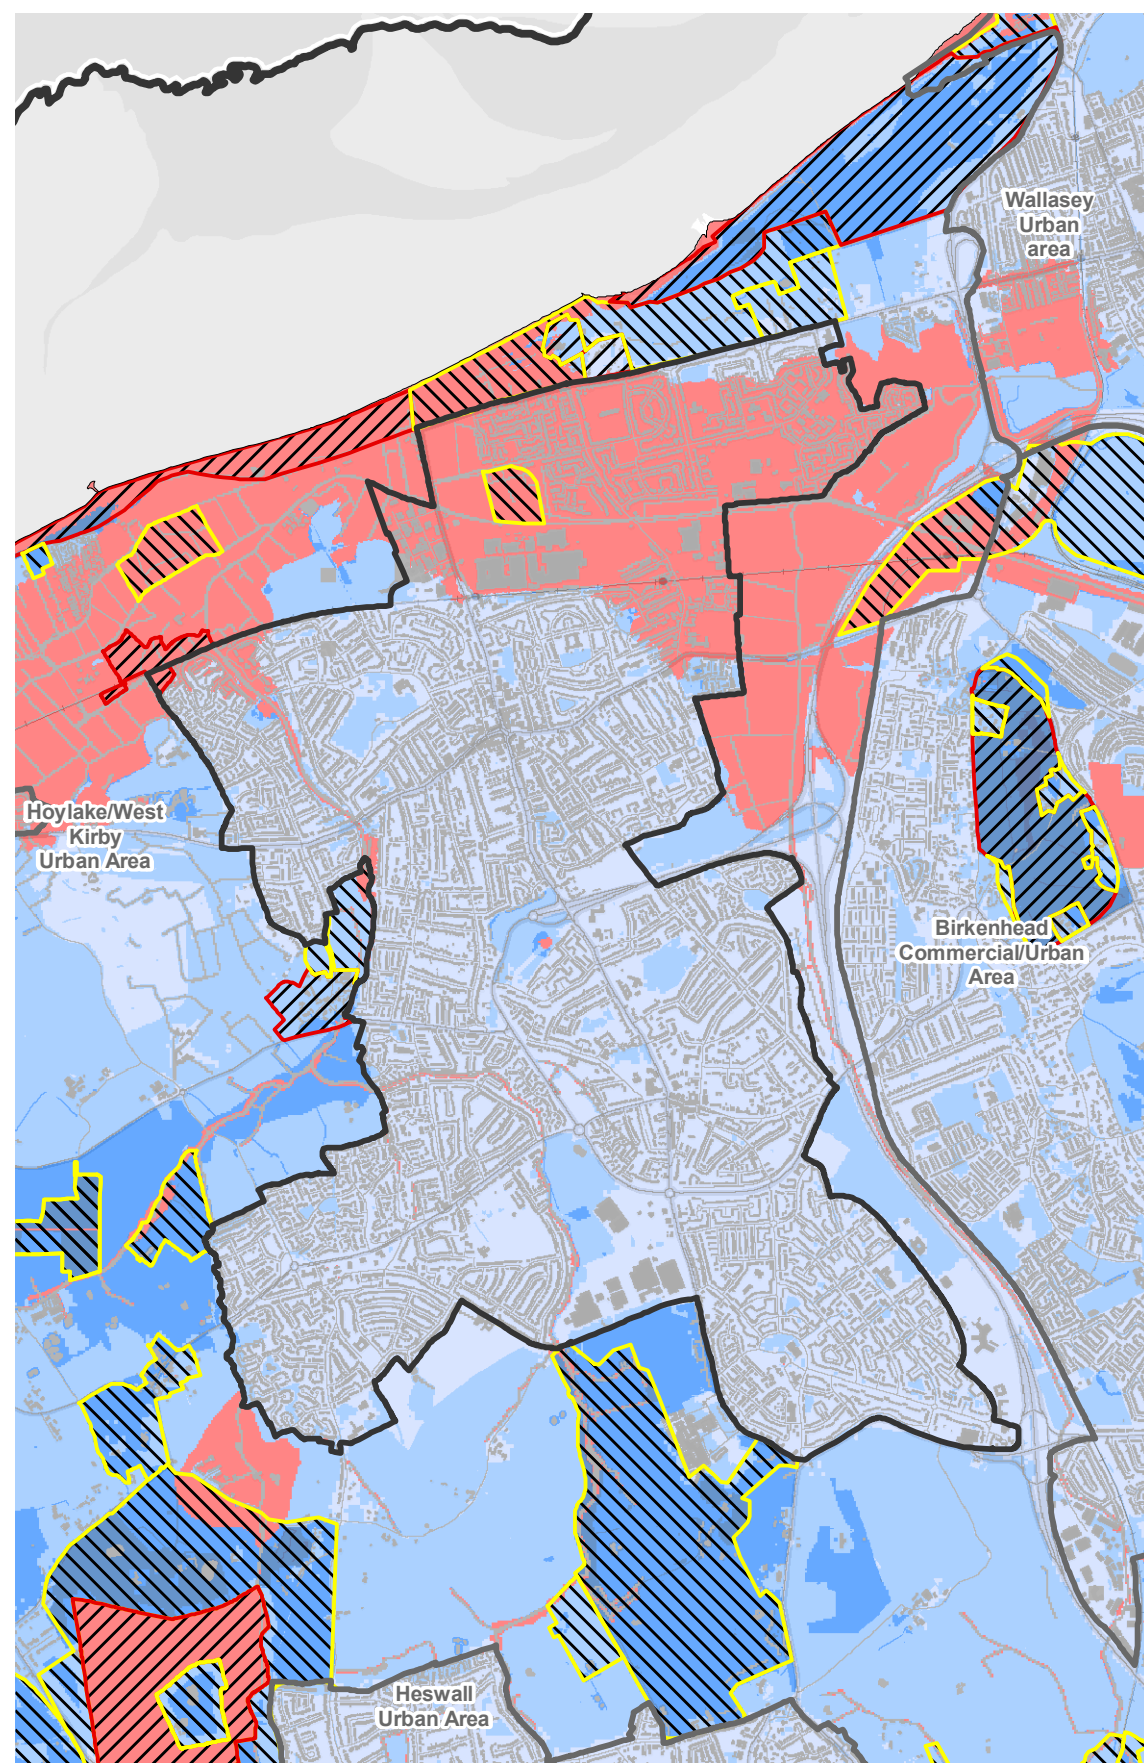 Wallasey
Urban
area
Hoylake/West
Kirby
Urban Area
Birkenhead
Commercial/Urban
Area
Heswall
Urban Area